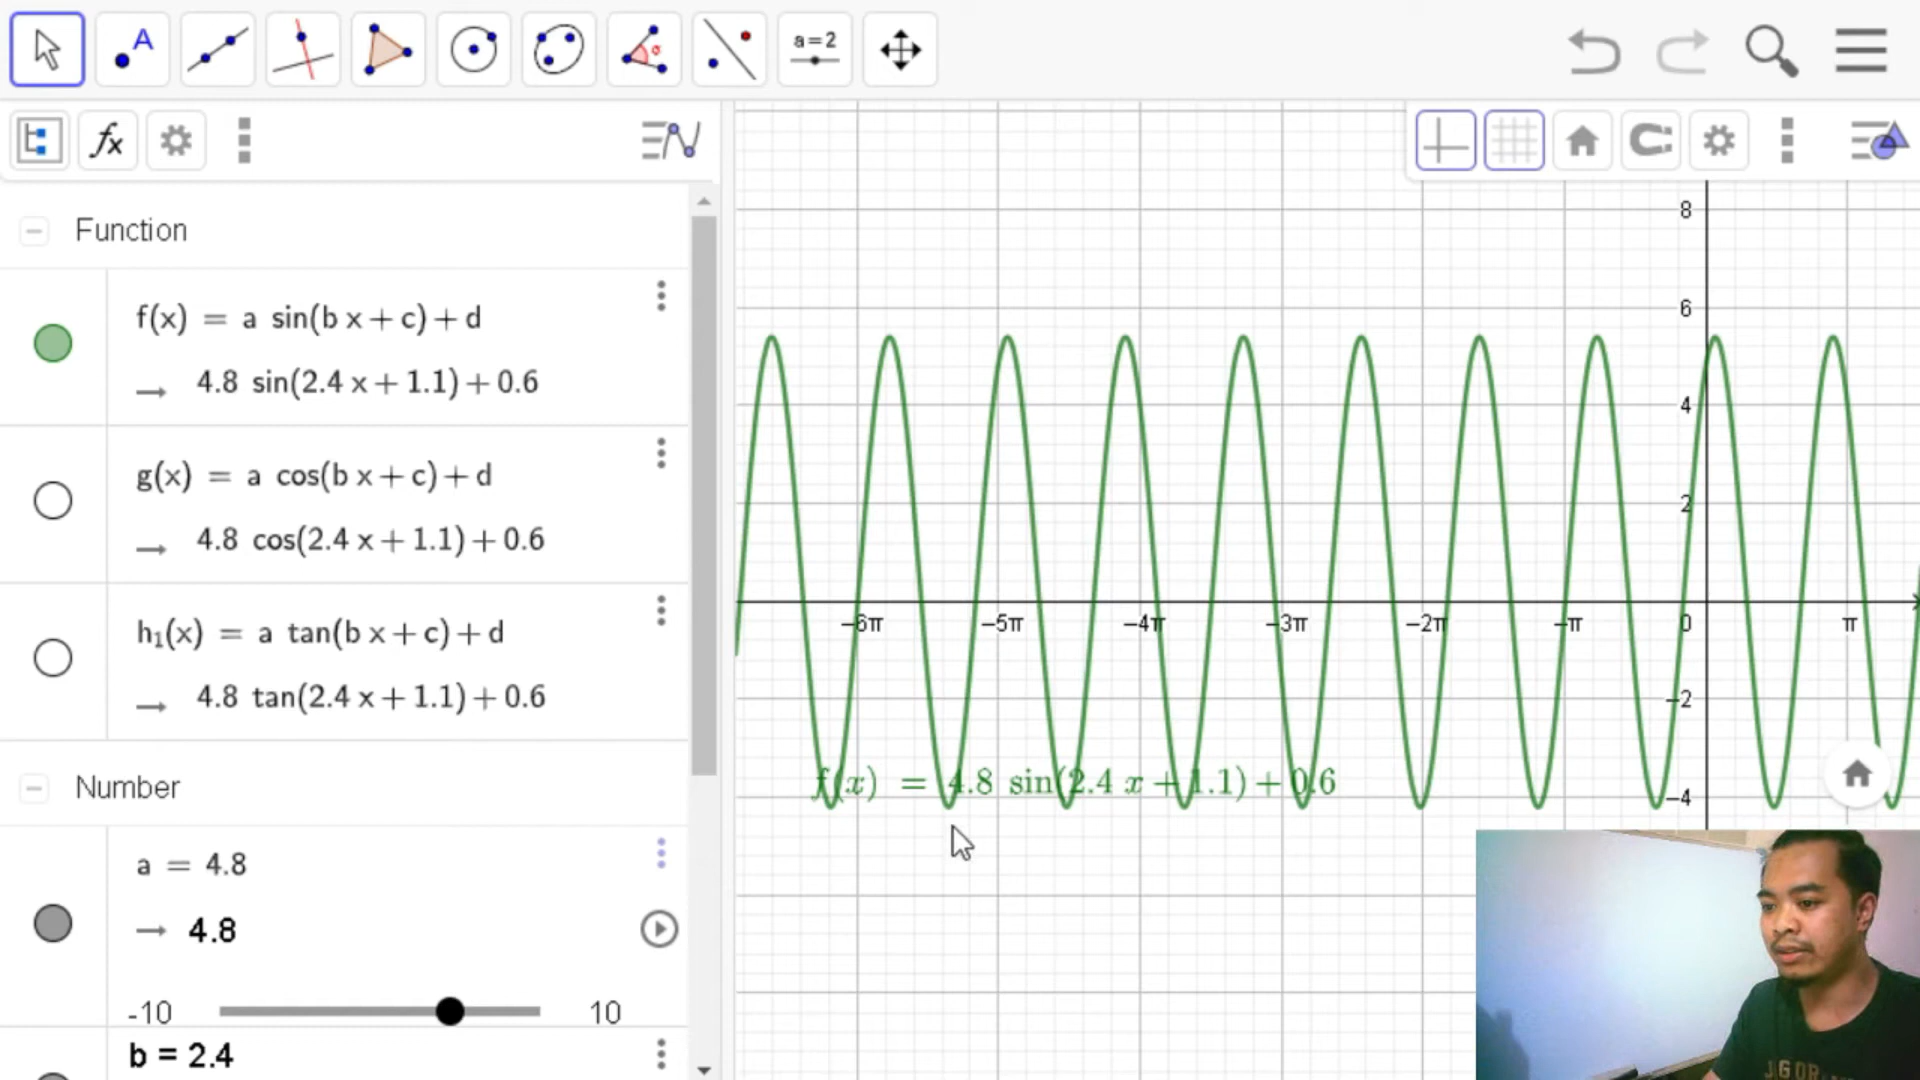 A
α
a=2
fx
Function
f(x) = a sin(b x + c) + d
→ 4.8 sin(2.4 x + 1.1) + 0.6
g(x) = a cos(b x + c) + d
→ 4.8 cos(2.4 x + 1.1) + 0.6
h₁(x) = a tan(b x + c) + d
→ 4.8 tan(2.4 x + 1.1) + 0.6
Number
a = 4.8
→ 4.8
-10 10
b = 2.4
8
6
4
2
−6π −5π −4π −3π −2π −π 0 π
−2
−4
f(x) = 4.8 sin(2.4 x + 1.1) + 0.6